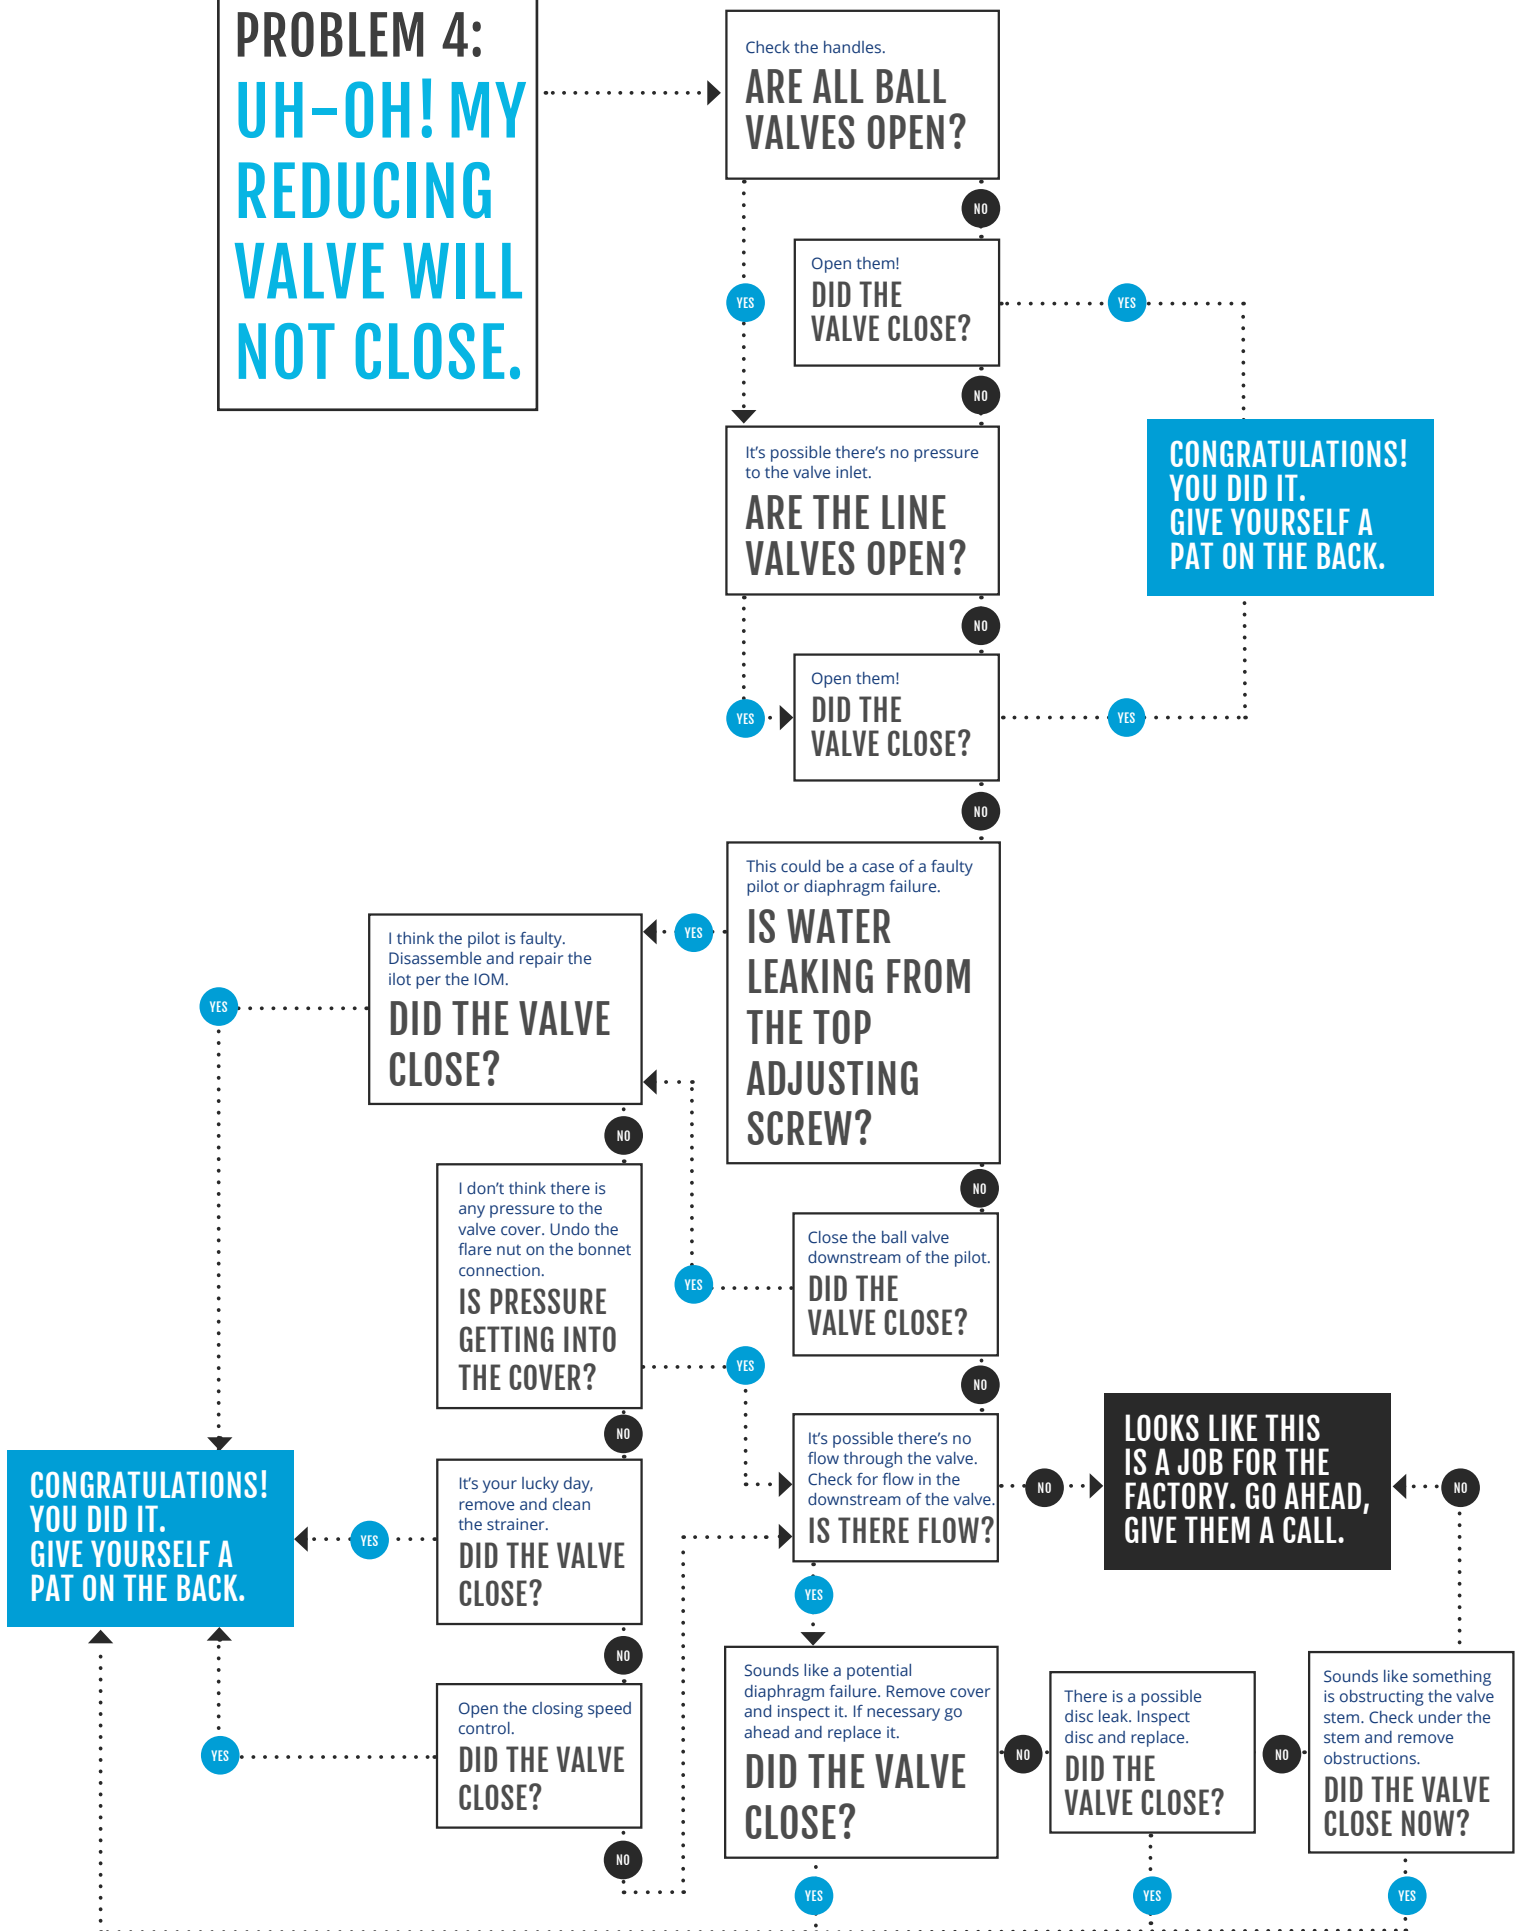 PROBLEM 4:
UH-OH! MY
REDUCING
VALVE WILL
NOT CLOSE.
Check the handles.
ARE ALL BALL
VALVES OPEN?
NO
YES
Open them!
DID THE
VALVE CLOSE?
YES
NO
It's possible there's no pressure
to the valve inlet.
ARE THE LINE
VALVES OPEN?
CONGRATULATIONS!
YOU DID IT.
GIVE YOURSELF A
PAT ON THE BACK.
NO
YES
Open them!
DID THE
VALVE CLOSE?
YES
NO
This could be a case of a faulty
pilot or diaphragm failure.
IS WATER
LEAKING FROM
THE TOP
ADJUSTING
SCREW?
YES
I think the pilot is faulty.
Disassemble and repair the
ilot per the IOM.
DID THE VALVE
CLOSE?
YES
NO
NO
I don't think there is
any pressure to the
valve cover. Undo the
flare nut on the bonnet
connection.
IS PRESSURE
GETTING INTO
THE COVER?
Close the ball valve
downstream of the pilot.
DID THE
VALVE CLOSE?
YES
YES
NO
NO
It's possible there's no
flow through the valve.
Check for flow in the
downstream of the valve.
IS THERE FLOW?
NO
LOOKS LIKE THIS
IS A JOB FOR THE
FACTORY. GO AHEAD,
GIVE THEM A CALL.
NO
CONGRATULATIONS!
YOU DID IT.
GIVE YOURSELF A
PAT ON THE BACK.
YES
It's your lucky day,
remove and clean
the strainer.
DID THE VALVE
CLOSE?
YES
NO
Open the closing speed
control.
DID THE VALVE
CLOSE?
YES
NO
Sounds like a potential
diaphragm failure. Remove cover
and inspect it. If necessary go
ahead and replace it.
DID THE VALVE
CLOSE?
NO
There is a possible
disc leak. Inspect
disc and replace.
DID THE
VALVE CLOSE?
NO
Sounds like something
is obstructing the valve
stem. Check under the
stem and remove
obstructions.
DID THE VALVE
CLOSE NOW?
YES
YES
YES